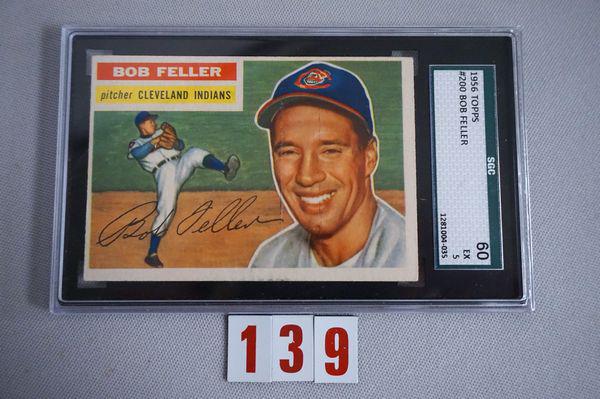 BOB FELLER
pitcher CLEVELAND INDIANS
Bob Feller
1956 TOPPS
#200 BOB FELLER
SGC
1281004-035
60
EX
5
139